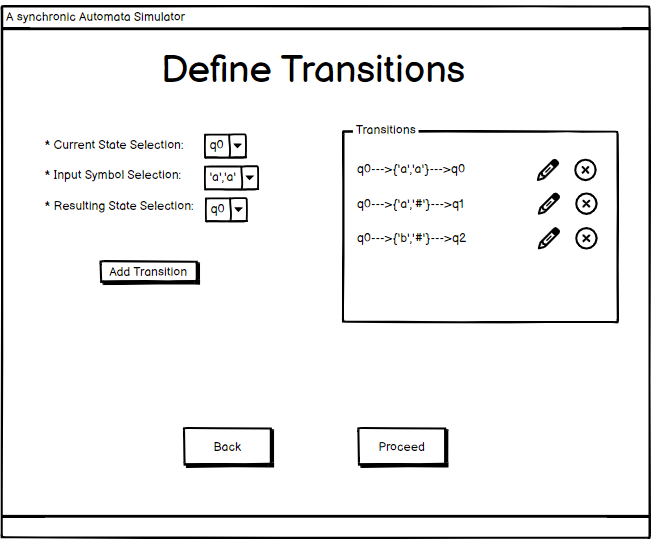 A synchronic Automata Simulator
Define Transitions
* Current State Selection: q0
* Input Symbol Selection: 'a','a'
* Resulting State Selection: q0
Add Transition
Transitions
q0--->{'a','a'}--->q0
q0--->{'a','#'}--->q1
q0--->{'b','#'}--->q2
Back
Proceed